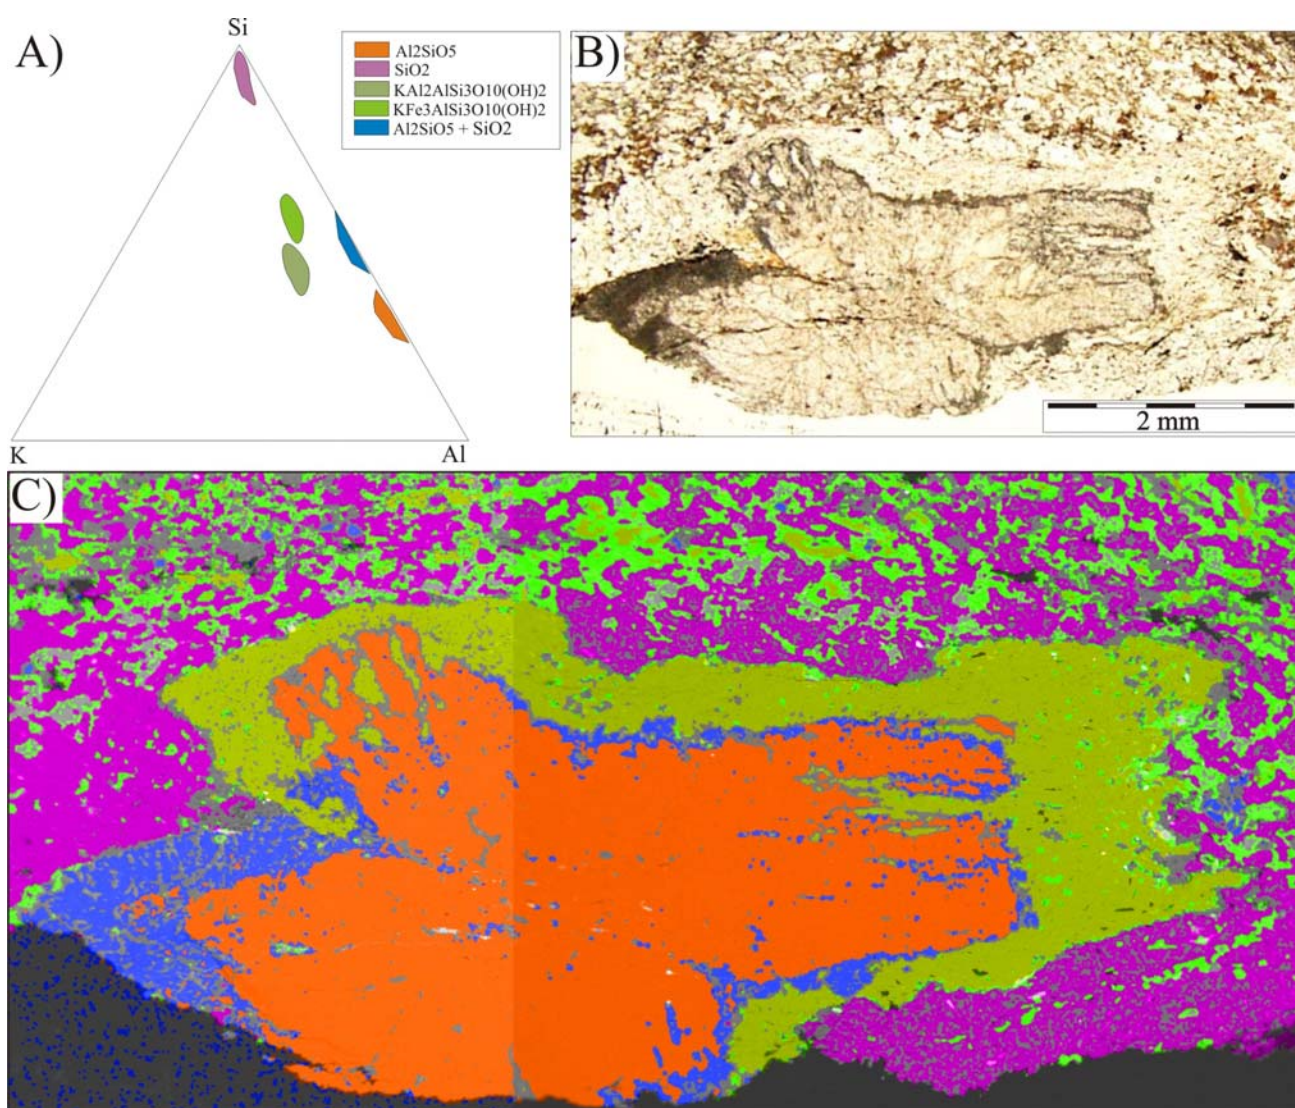 A)
Si
Al2SiO5
SiO2
KAl2AlSi3O10(OH)2
KFe3AlSi3O10(OH)2
Al2SiO5 + SiO2
K
Al
B)
2 mm
C)